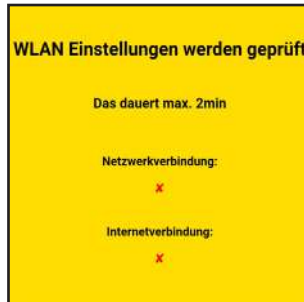 WLAN Einstellungen werden geprüft
Das dauert max. 2min
Netzwerkverbindung:
✘
Internetverbindung:
✘